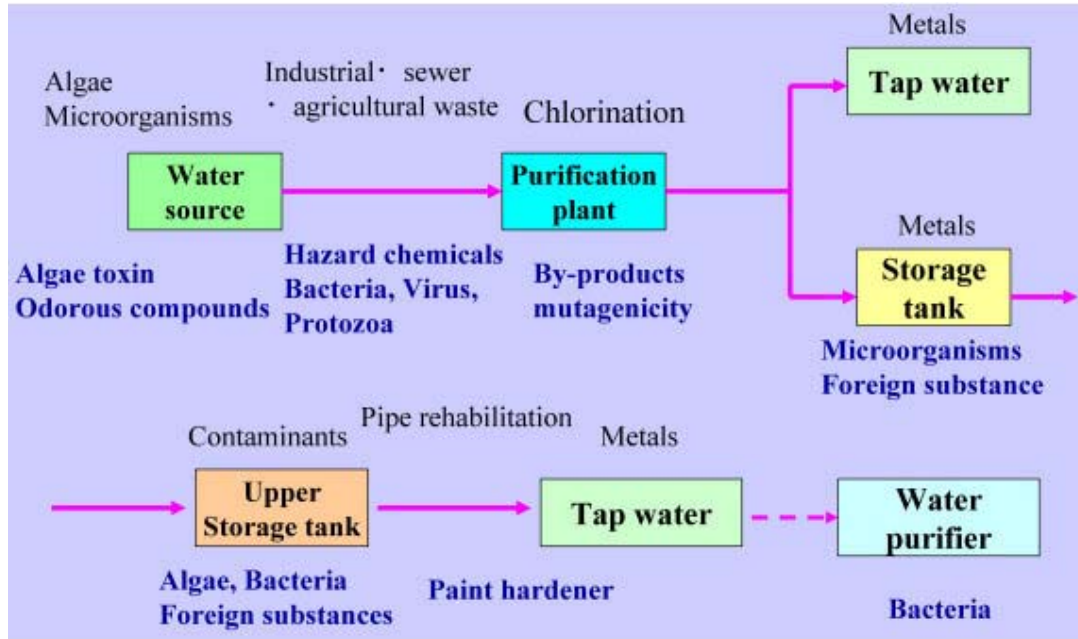 Metals
Tap water
Algae
Microorganisms
Industrial・ sewer
・ agricultural waste
Chlorination
Water
source
Purification
plant
Algae toxin
Odorous compounds
Hazard chemicals
Bacteria, Virus,
Protozoa
By-products
mutagenicity
Metals
Storage
tank
Microorganisms
Foreign substance
Contaminants
Pipe rehabilitation
Metals
Upper
Storage tank
Tap water
Water
purifier
Algae, Bacteria
Foreign substances
Paint hardener
Bacteria